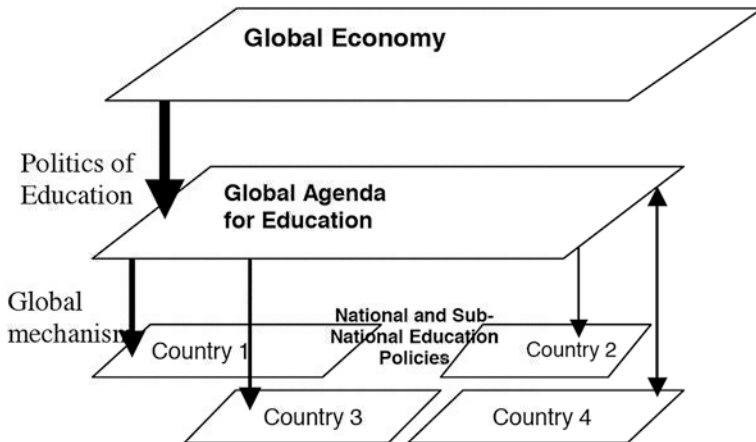 Global Economy
Politics of
Education
Global Agenda
for Education
Global
mechanism
National and Sub-
National Education
Policies
Country 1
Country 2
Country 3
Country 4